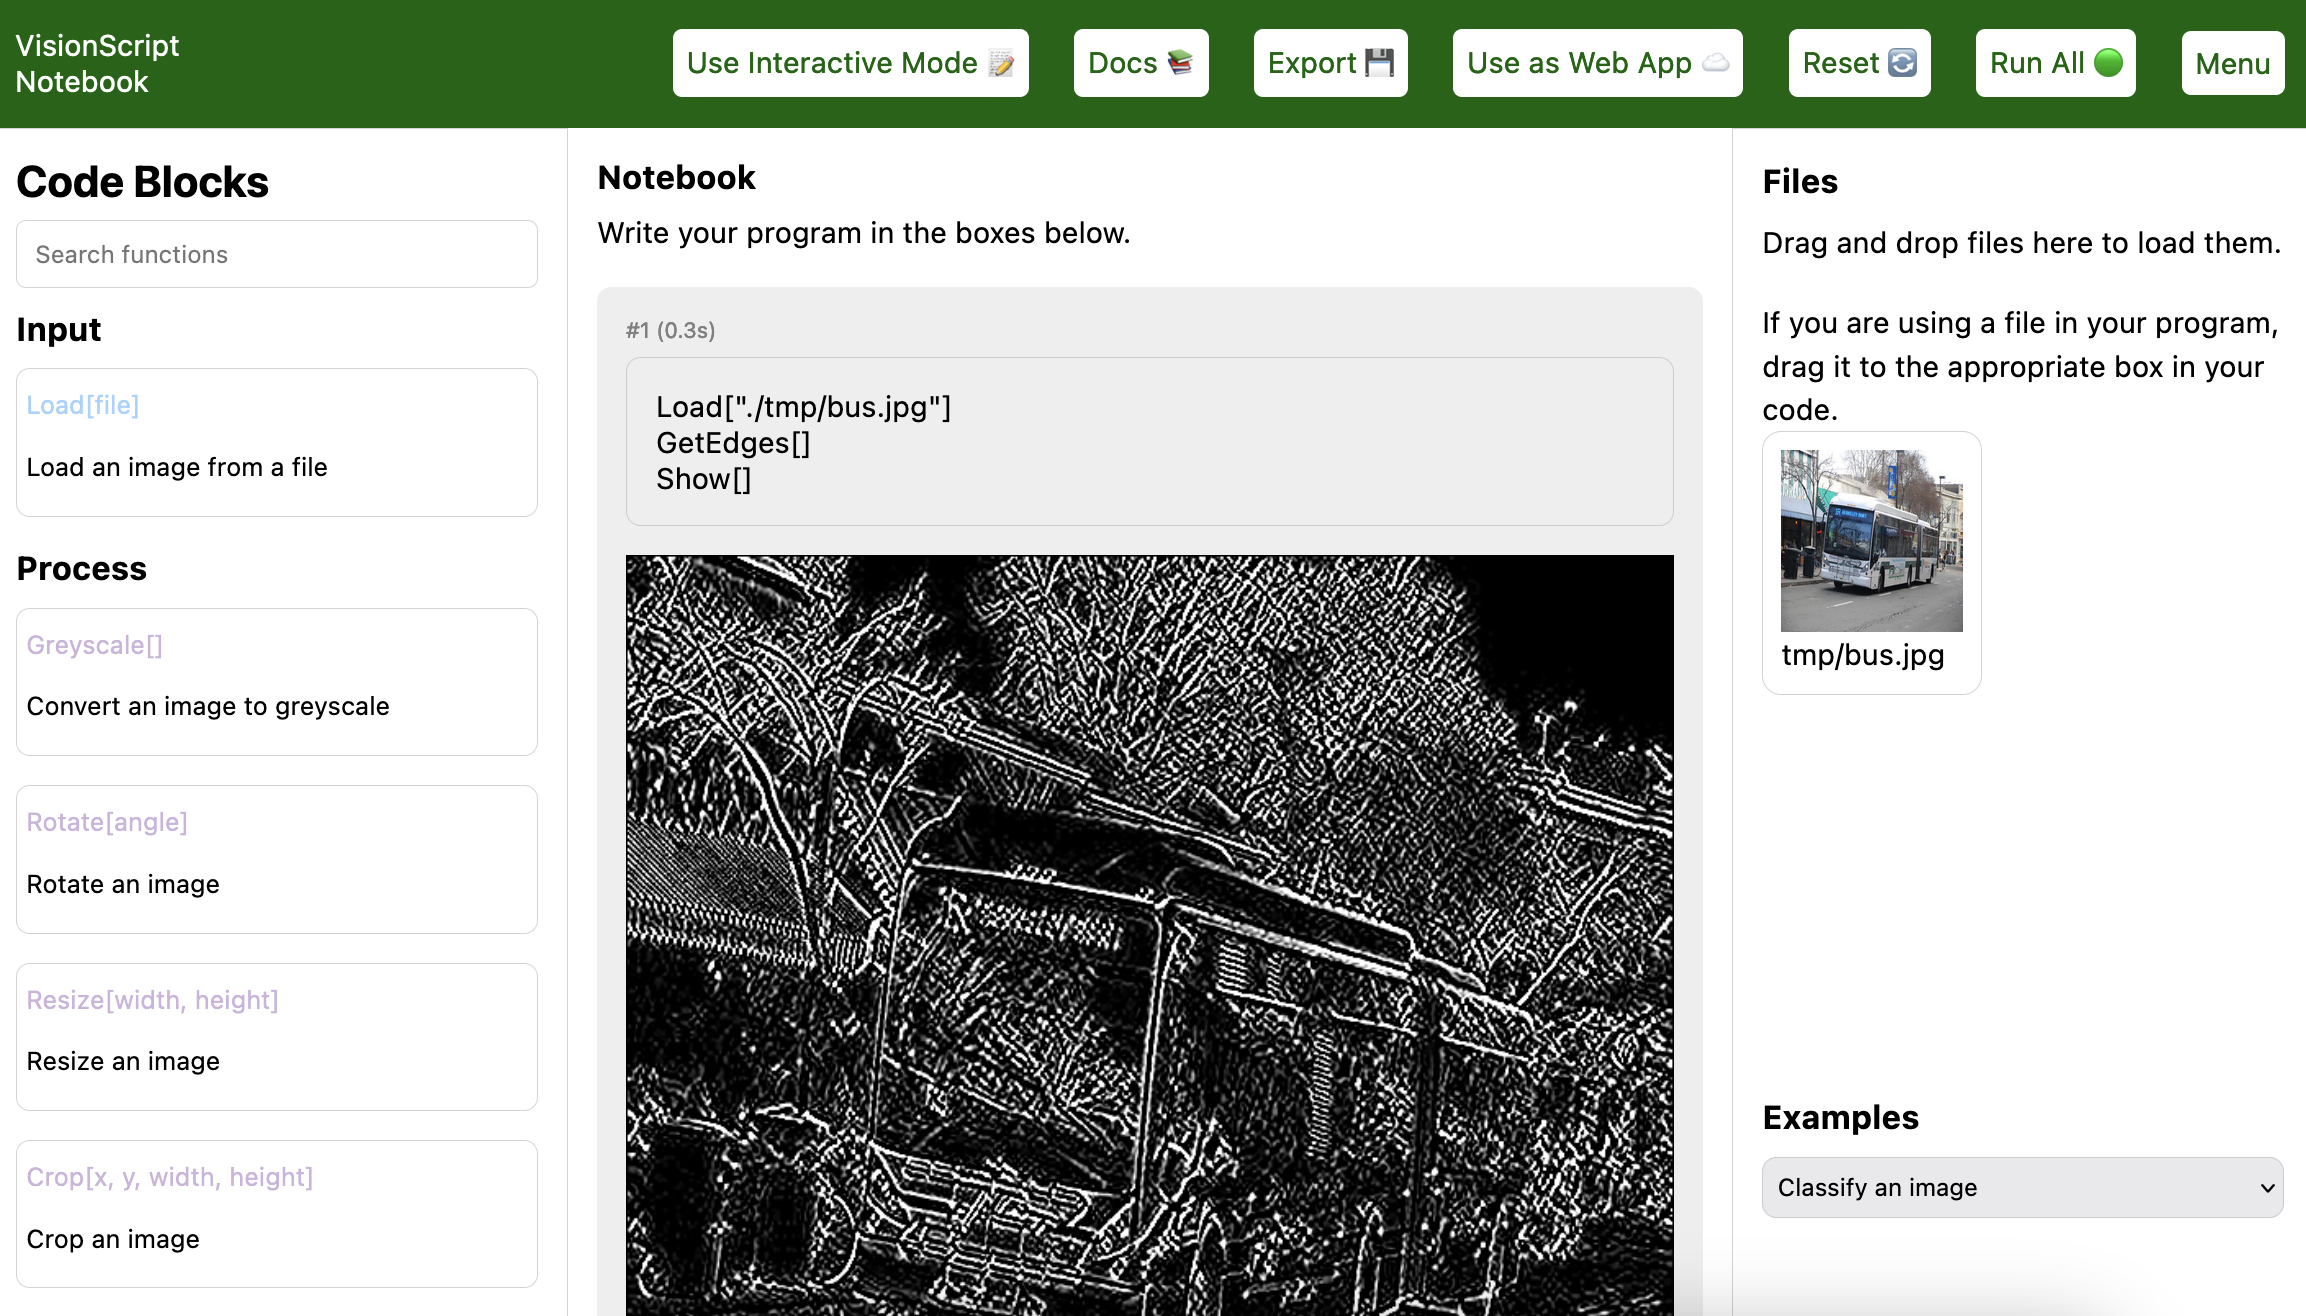 VisionScript
Notebook
Use Interactive Mode 📝
Docs 📚
Export 💾
Use as Web App ☁️
Reset 🔄
Run All 🟢
Menu
Code Blocks
Search functions
Input
Load[file]
Load an image from a file
Process
Greyscale[]
Convert an image to greyscale
Rotate[angle]
Rotate an image
Resize[width, height]
Resize an image
Crop[x, y, width, height]
Crop an image
Notebook
Write your program in the boxes below.
#1 (0.3s)
Load["./tmp/bus.jpg"]
GetEdges[]
Show[]
Files
Drag and drop files here to load them.
If you are using a file in your program,
drag it to the appropriate box in your
code.
tmp/bus.jpg
Examples
Classify an image